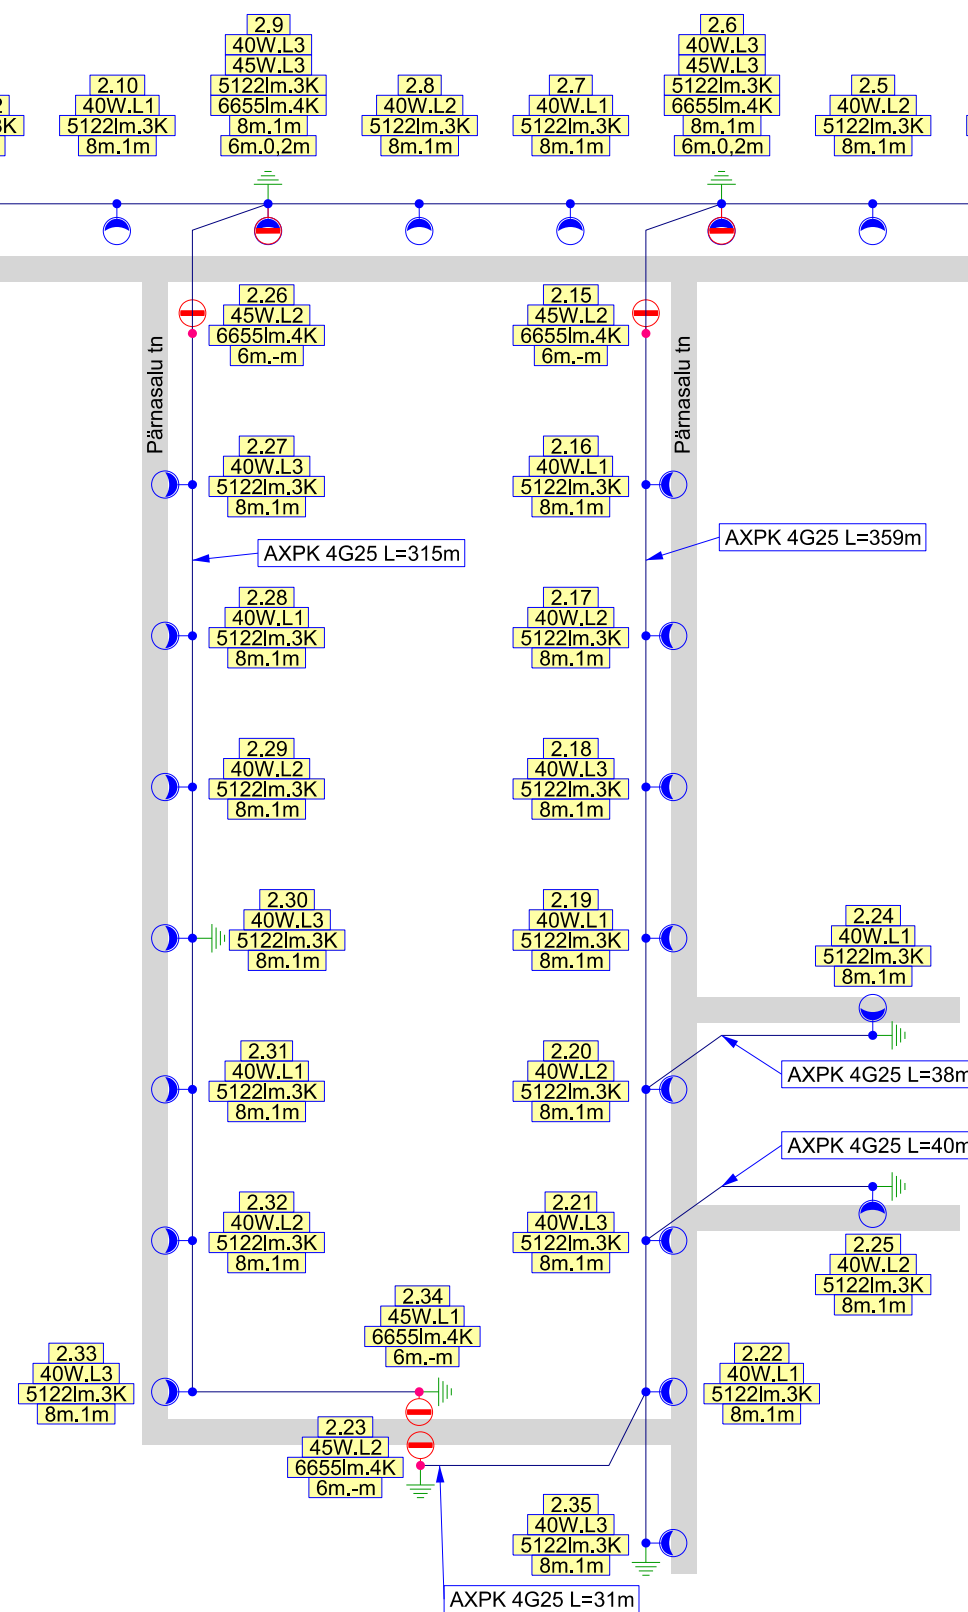 2.10
40W.L1
5122lm.3K
8m.1m
2.9
40W.L3
45W.L3
5122lm.3K
6655lm.4K
8m.1m
6m.0,2m
2.8
40W.L2
5122lm.3K
8m.1m
2.7
40W.L1
5122lm.3K
8m.1m
2.6
40W.L3
45W.L3
5122lm.3K
6655lm.4K
8m.1m
6m.0,2m
2.5
40W.L2
5122lm.3K
8m.1m
Pärnasalu tn
2.26
45W.L2
6655lm.4K
6m.-m
2.15
45W.L2
6655lm.4K
6m.-m
Pärnasalu tn
2.27
40W.L3
5122lm.3K
8m.1m
2.16
40W.L1
5122lm.3K
8m.1m
AXPK 4G25 L=315m
AXPK 4G25 L=359m
2.28
40W.L1
5122lm.3K
8m.1m
2.17
40W.L2
5122lm.3K
8m.1m
2.29
40W.L2
5122lm.3K
8m.1m
2.18
40W.L3
5122lm.3K
8m.1m
2.30
40W.L3
5122lm.3K
8m.1m
2.19
40W.L1
5122lm.3K
8m.1m
2.24
40W.L1
5122lm.3K
8m.1m
2.31
40W.L1
5122lm.3K
8m.1m
2.20
40W.L2
5122lm.3K
8m.1m
AXPK 4G25 L=38m
AXPK 4G25 L=40m
2.32
40W.L2
5122lm.3K
8m.1m
2.21
40W.L3
5122lm.3K
8m.1m
2.25
40W.L2
5122lm.3K
8m.1m
2.34
45W.L1
6655lm.4K
6m.-m
2.33
40W.L3
5122lm.3K
8m.1m
2.22
40W.L1
5122lm.3K
8m.1m
2.23
45W.L2
6655lm.4K
6m.-m
2.35
40W.L3
5122lm.3K
8m.1m
AXPK 4G25 L=31m